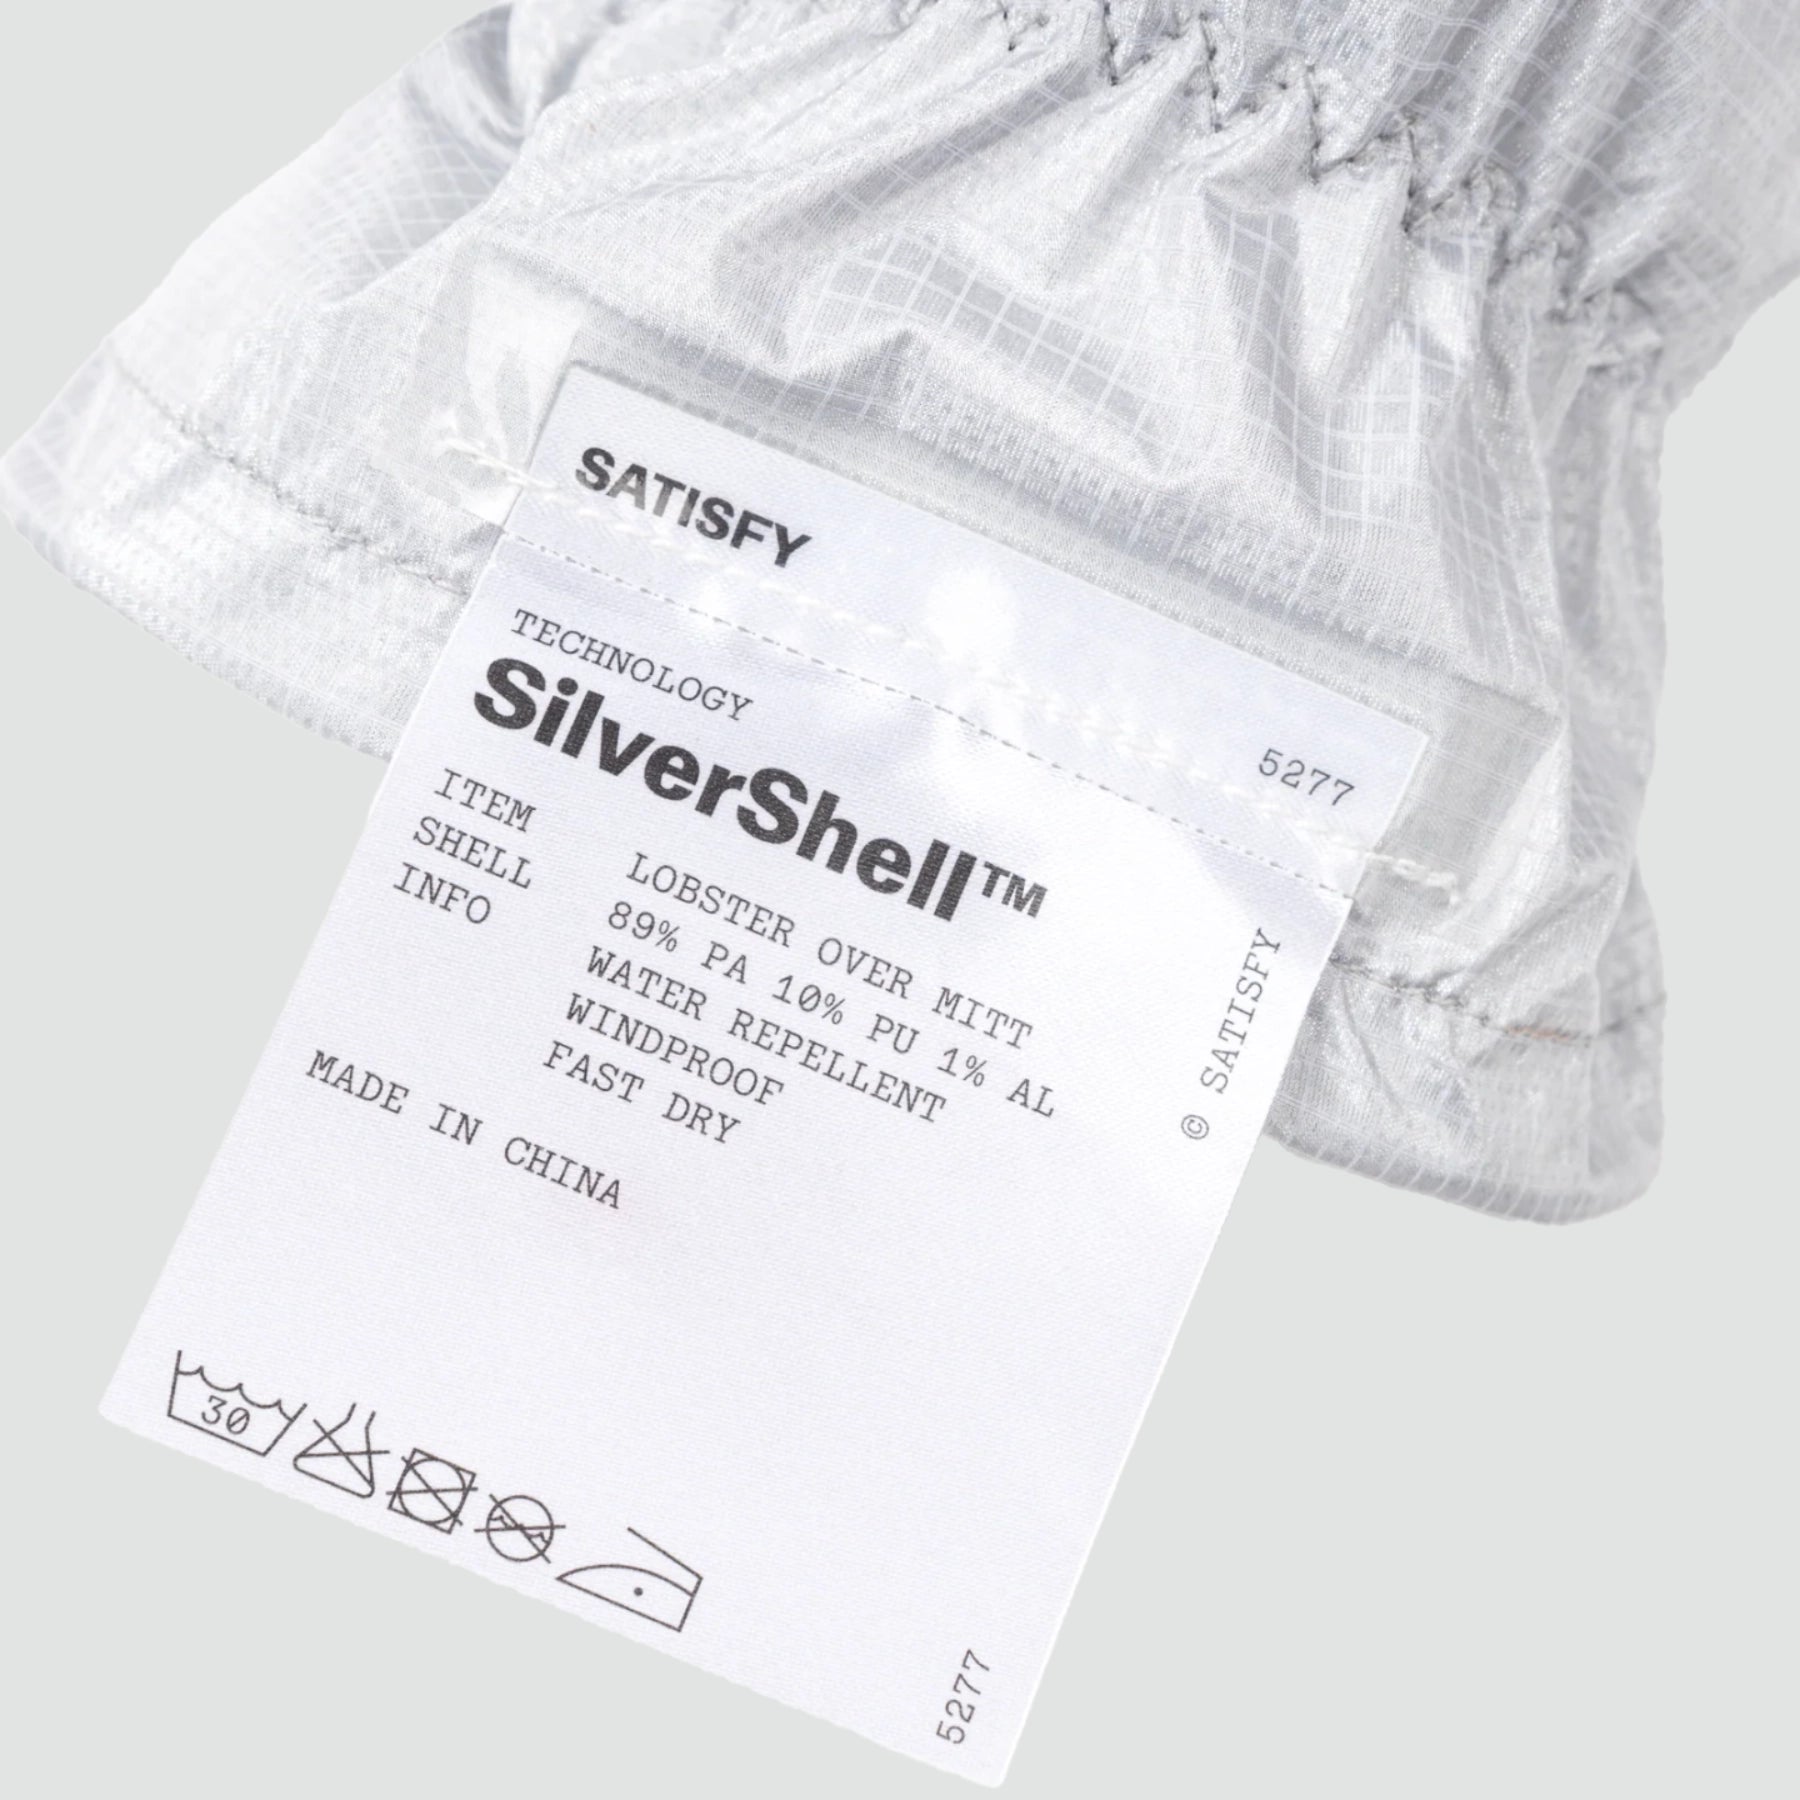 SATISFY
5277
TECHNOLOGY
SilverShell™
ITEM LOBSTER OVER MITT
SHELL 89% PA 10% PU 1% AL
INFO WATER REPELLENT
WINDPROOF
FAST DRY
MADE IN CHINA
© SATISFY
30
5277